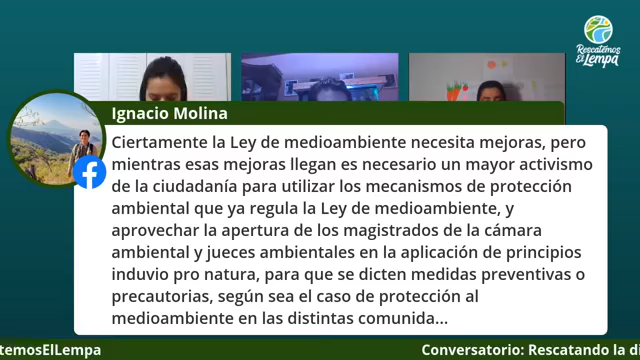 Rescatemos
El Lempa
Ignacio Molina
Ciertamente la Ley de medioambiente necesita mejoras, pero
mientras esas mejoras llegan es necesario un mayor activismo
de la ciudadanía para utilizar los mecanismos de protección
ambiental que ya regula la Ley de medioambiente, y
aprovechar la apertura de los magistrados de la cámara
ambiental y jueces ambientales en la aplicación de principios
induvio pro natura, para que se dicten medidas preventivas o
precautorias, según sea el caso de protección al
medioambiente en las distintas comunida...
temosElLempa
Conversatorio: Rescatando la di